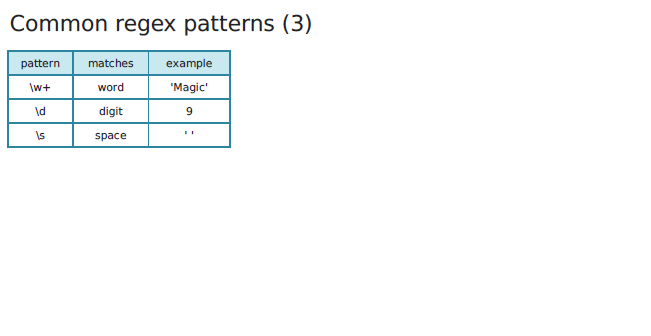 Common regex patterns (3)
pattern matches example
\w+ word 'Magic'
\d digit 9
\s space ' '